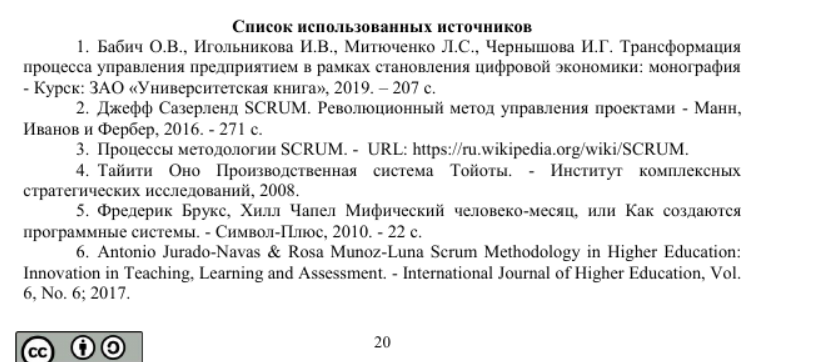 Список использованных источников
1. Бабич О.В., Игольникова И.В., Митюченко Л.С., Чернышова И.Г. Трансформация
процесса управления предприятием в рамках становления цифровой экономики: монография
- Курск: ЗАО «Университетская книга», 2019. – 207 с.
2. Джефф Сазерленд SCRUM. Революционный метод управления проектами - Манн,
Иванов и Фербер, 2016. - 271 с.
3. Процессы методологии SCRUM. - URL: https://ru.wikipedia.org/wiki/SCRUM.
4. Тайити Оно Производственная система Тойоты. - Институт комплексных
стратегических исследований, 2008.
5. Фредерик Брукс, Хилл Чапел Мифический человеко-месяц, или Как создаются
программные системы. - Символ-Плюс, 2010. - 22 с.
6. Antonio Jurado-Navas & Rosa Munoz-Luna Scrum Methodology in Higher Education:
Innovation in Teaching, Learning and Assessment. - International Journal of Higher Education, Vol.
6, No. 6; 2017.
20
cc